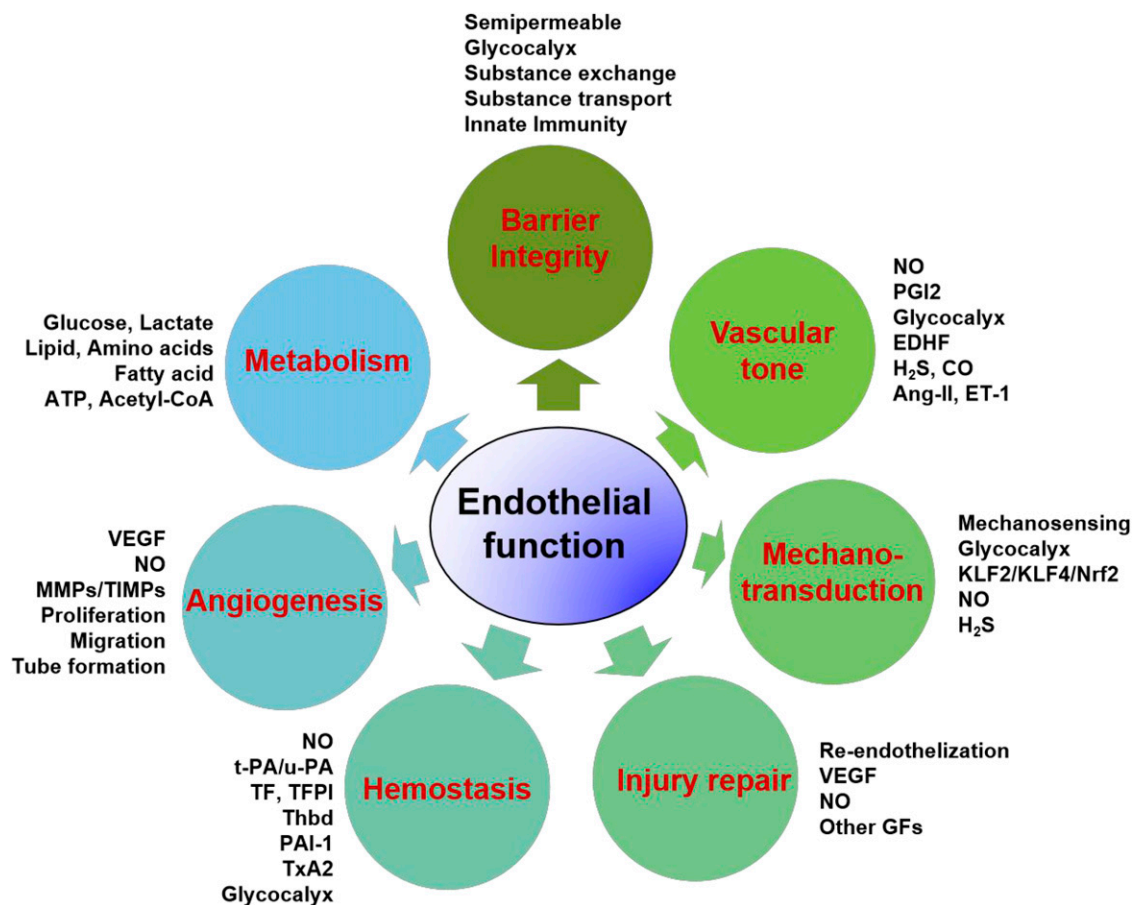 Semipermeable
Glycocalyx
Substance exchange
Substance transport
Innate Immunity
Barrier
Integrity
NO
PGI2
Glycocalyx
EDHF
H₂S, CO
Ang-II, ET-1
Vascular
tone
Glucose, Lactate
Lipid, Amino acids
Fatty acid
ATP, Acetyl-CoA
Metabolism
Endothelial
function
Mechanosensing
Glycocalyx
KLF2/KLF4/Nrf2
NO
H₂S
Mechano-
transduction
VEGF
NO
MMPs/TIMPs
Proliferation
Migration
Tube formation
Angiogenesis
NO
t-PA/u-PA
TF, TFPI
Thbd
PAI-1
TxA2
Glycocalyx
Hemostasis
Injury repair
Re-endothelization
VEGF
NO
Other GFs